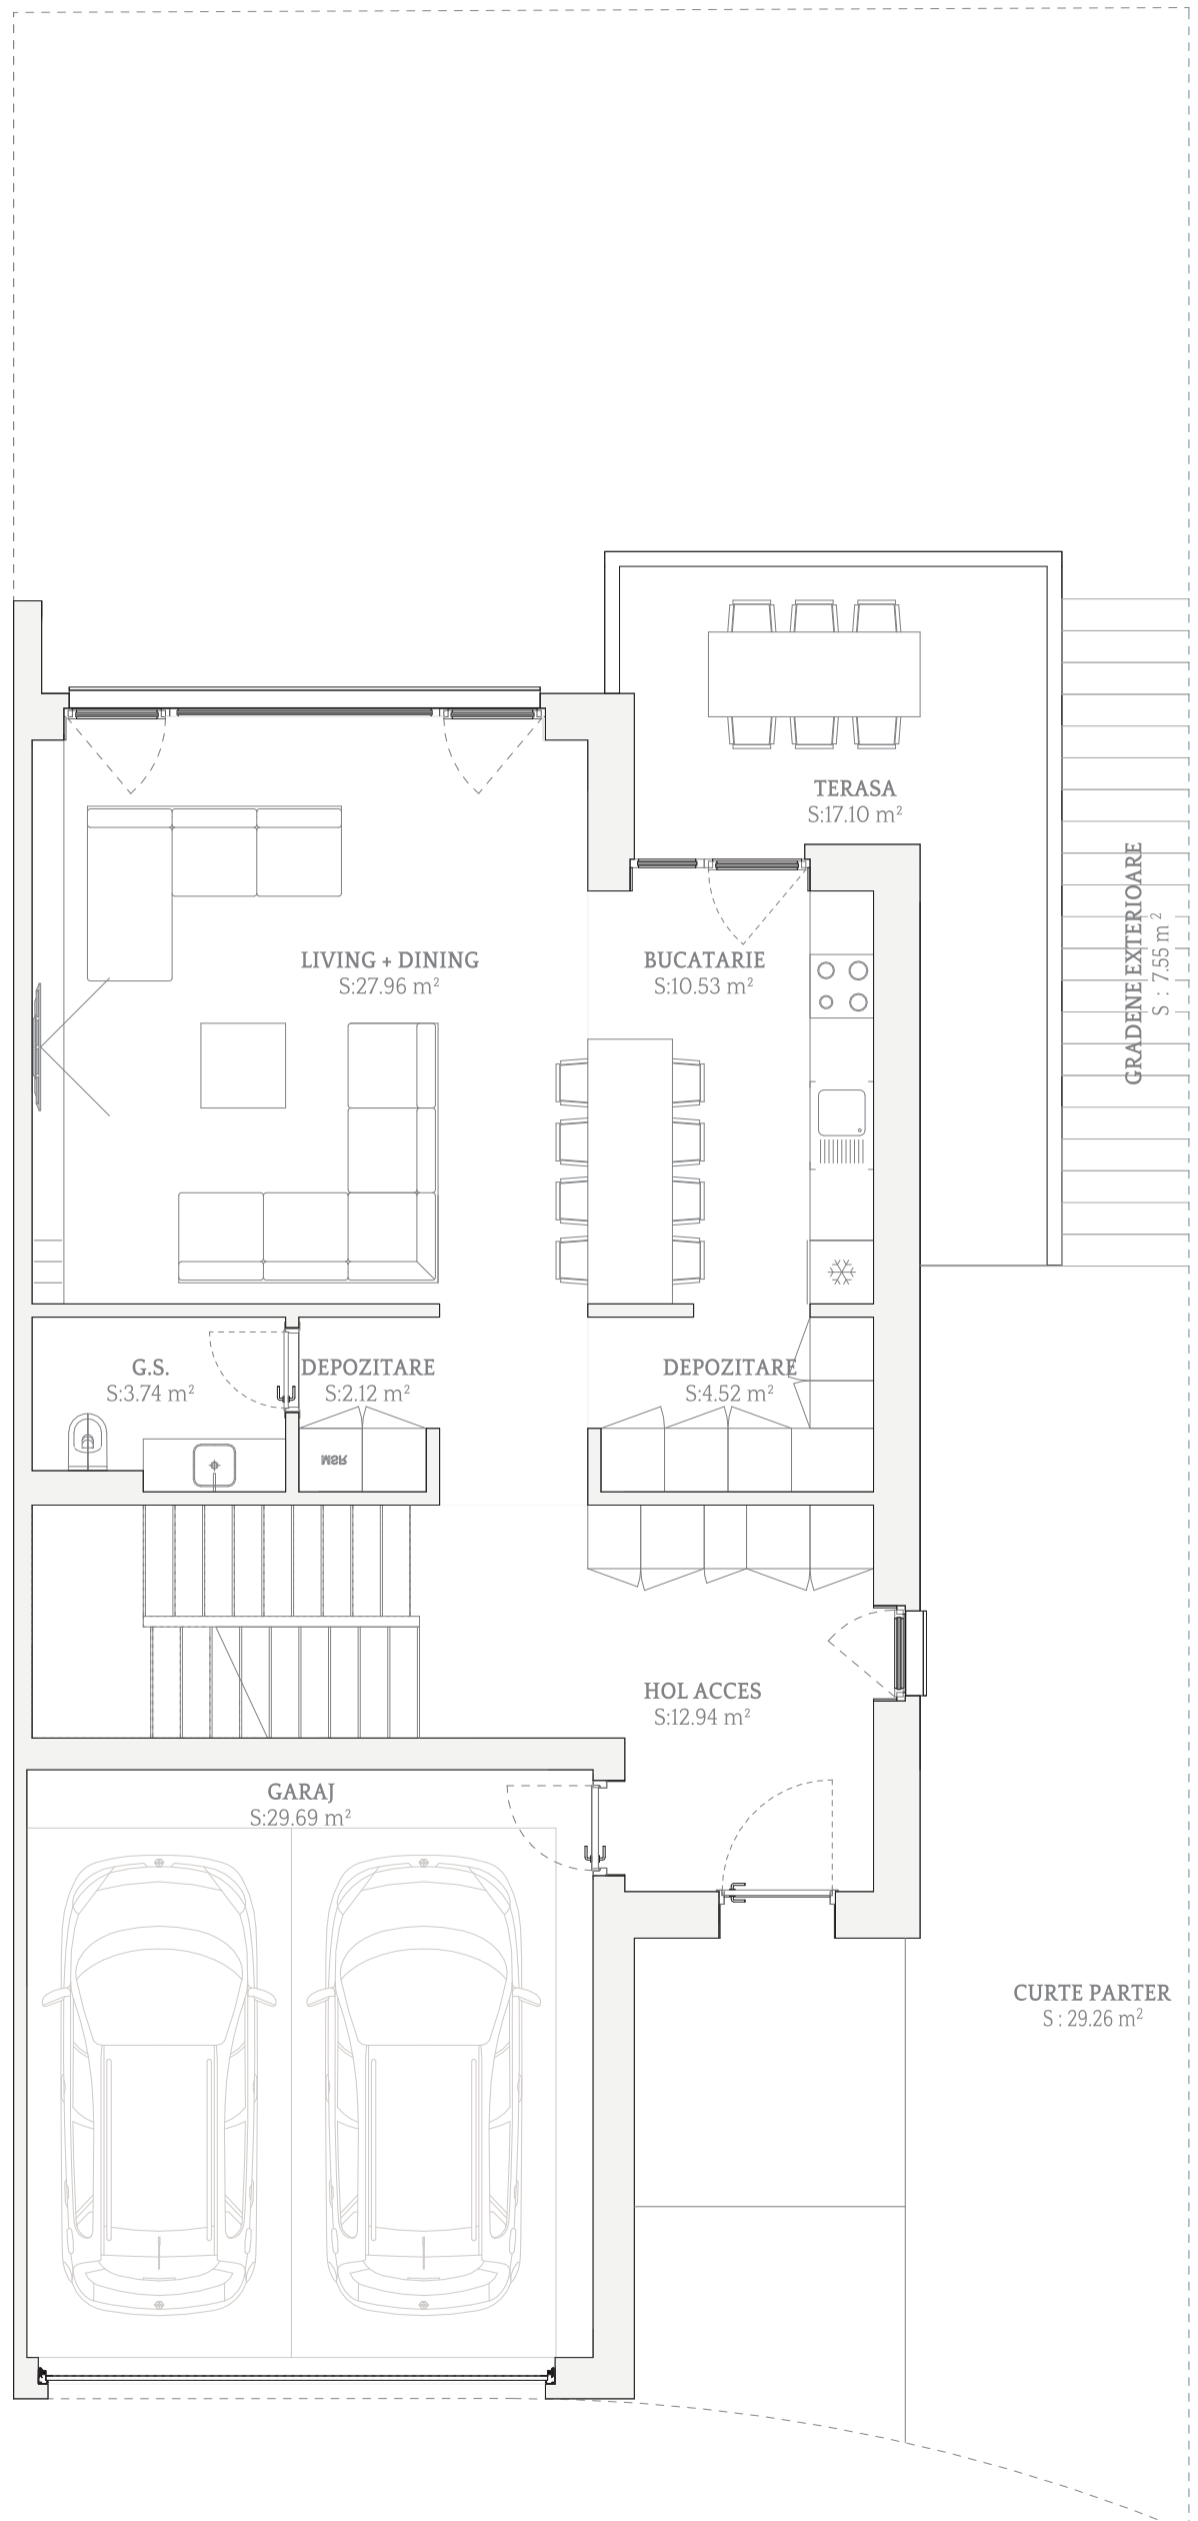 TERASA
S:17.10 m²
GRADENE EXTERIOARE
S : 7.55 m²
LIVING + DINING
S:27.96 m²
BUCATARIE
S:10.53 m²
G.S.
S:3.74 m²
DEPOZITARE
S:2.12 m²
DEPOZITARE
S:4.52 m²
MSR
HOL ACCES
S:12.94 m²
GARAJ
S:29.69 m²
CURTE PARTER
S : 29.26 m²